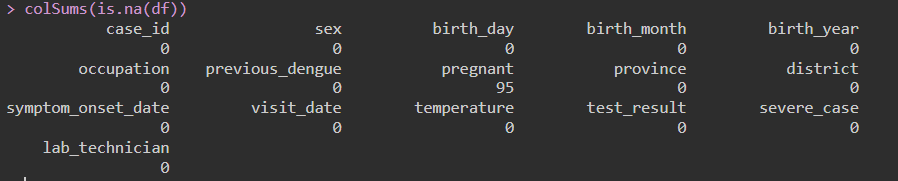 > colSums(is.na(df))
case_id sex birth_day birth_month birth_year
0 0 0 0 0
occupation previous_dengue pregnant province district
0 0 95 0 0
symptom_onset_date visit_date temperature test_result severe_case
0 0 0 0 0
lab_technician
0